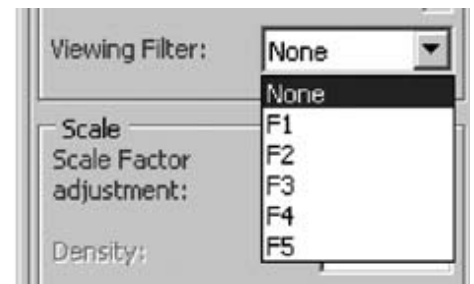 Viewing Filter: None
None
Scale F1
Scale Factor F2
adjustment: F3
F4
Density: F5